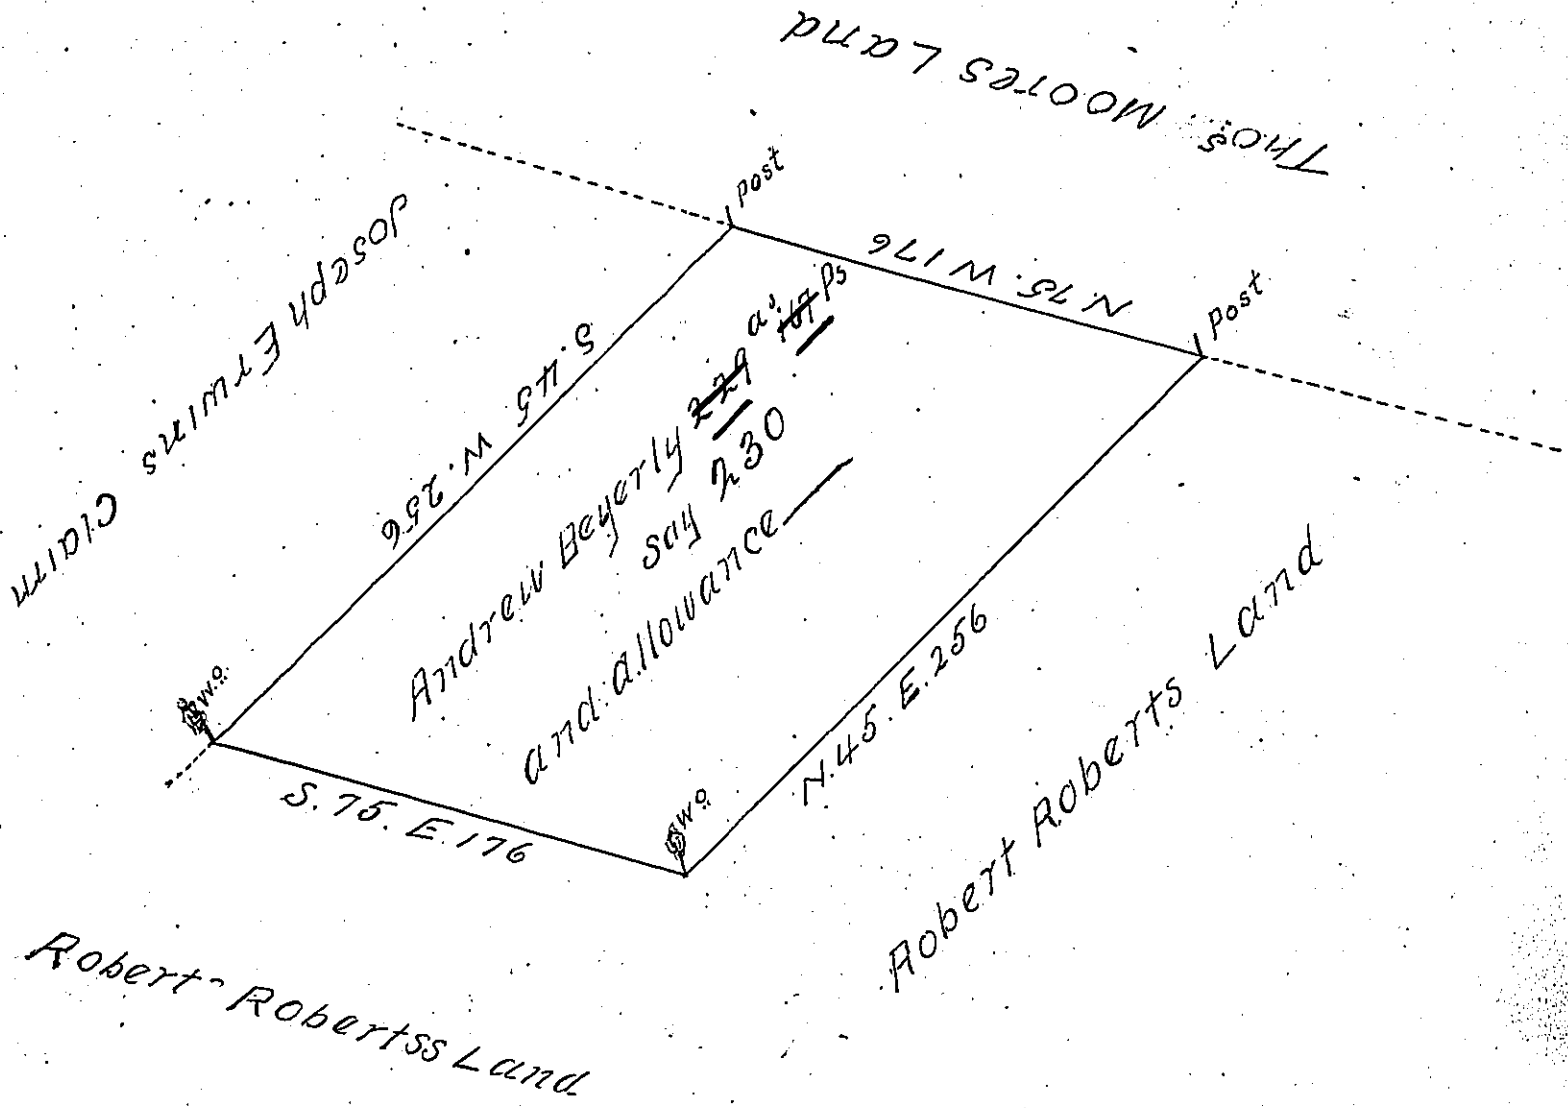 Thos. Moores Land
Joseph Erwins Claim
Post
N. 75. W 176
Post
S. 45 W. 256
Andrew Beyerly 229 a's 167 Ps
Say 230
and allowance
N. 45. E. 256
Robert Roberts Land
W.O.
S. 75. E. 176
W.O.
Robert Robertss Land